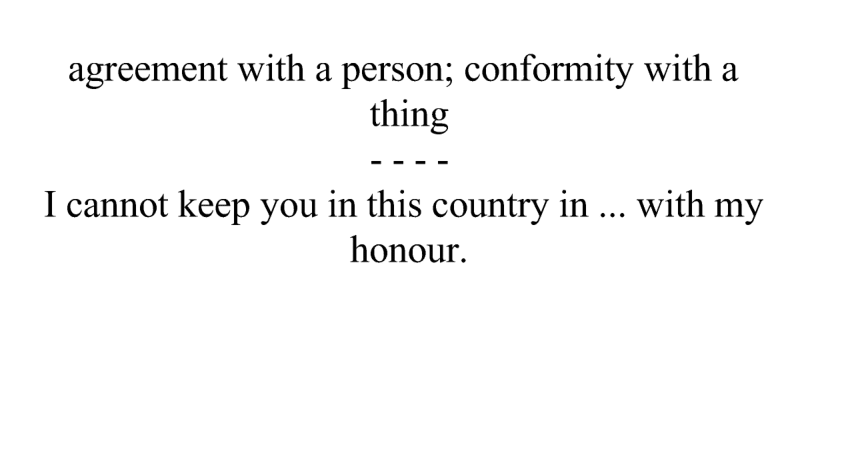 agreement with a person; conformity with a
thing
- - - -
I cannot keep you in this country in ... with my
honour.